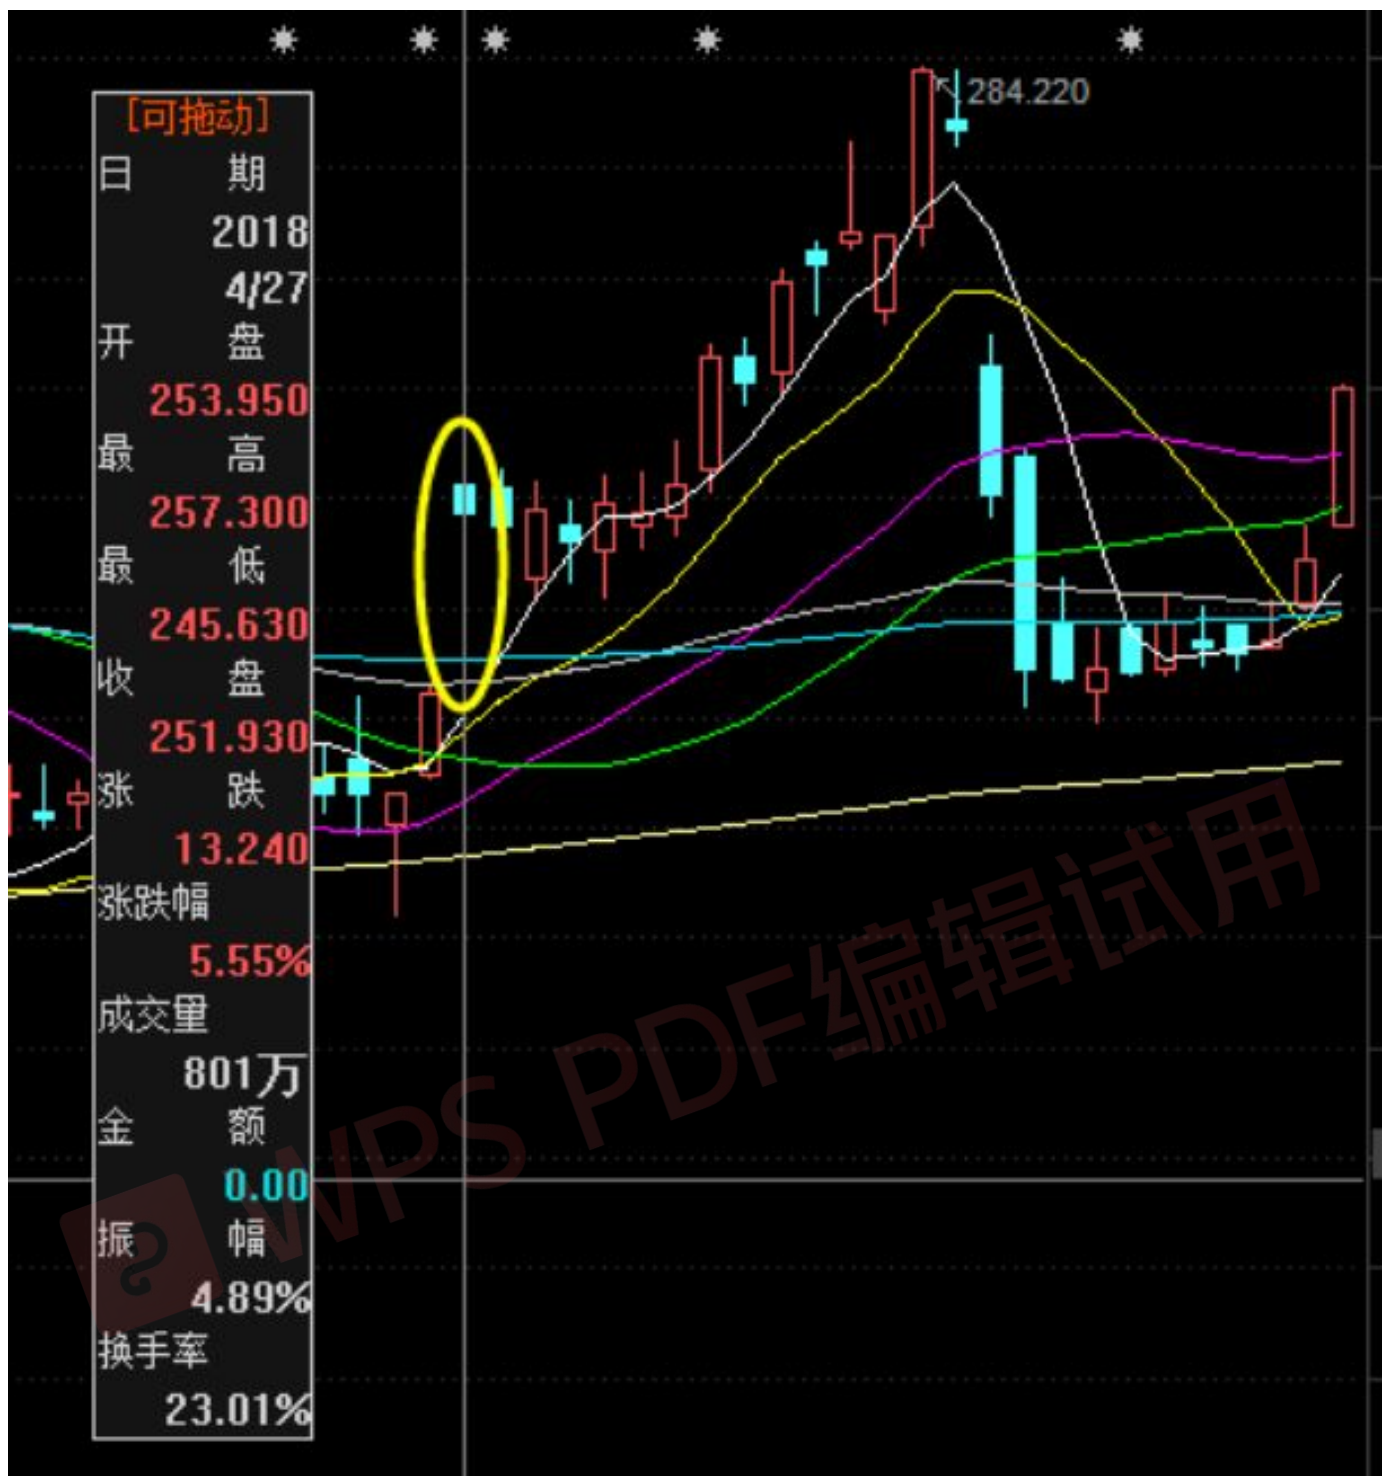 284.220
[可拖动]
日 期
2018
4/27
开 盘
253.950
最 高
257.300
最 低
245.630
收 盘
251.930
涨 跌
13.240
涨跌幅
5.55%
成交量
801万
金 额
0.00
振 幅
4.89%
换手率
23.01%
WPS PDF编辑试用